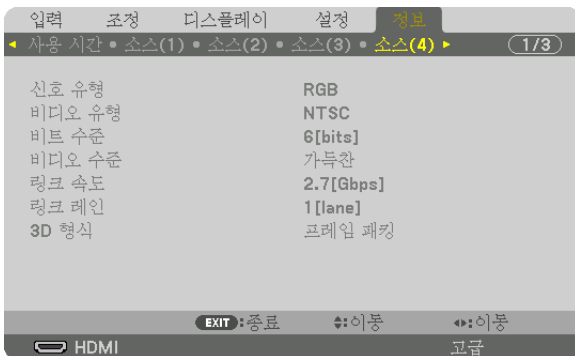 입력 조정 디스플레이 설정 정보
◂ 사용 시간 • 소스(1) • 소스(2) • 소스(3) • 소스(4) ▸ 1/3
신호 유형 RGB
비디오 유형 NTSC
비트 수준 6[bits]
비디오 수준 가득찬
링크 속도 2.7[Gbps]
링크 레인 1[lane]
3D 형식 프레임 패킹
EXIT:종료 :이동 :이동
HDMI 고급